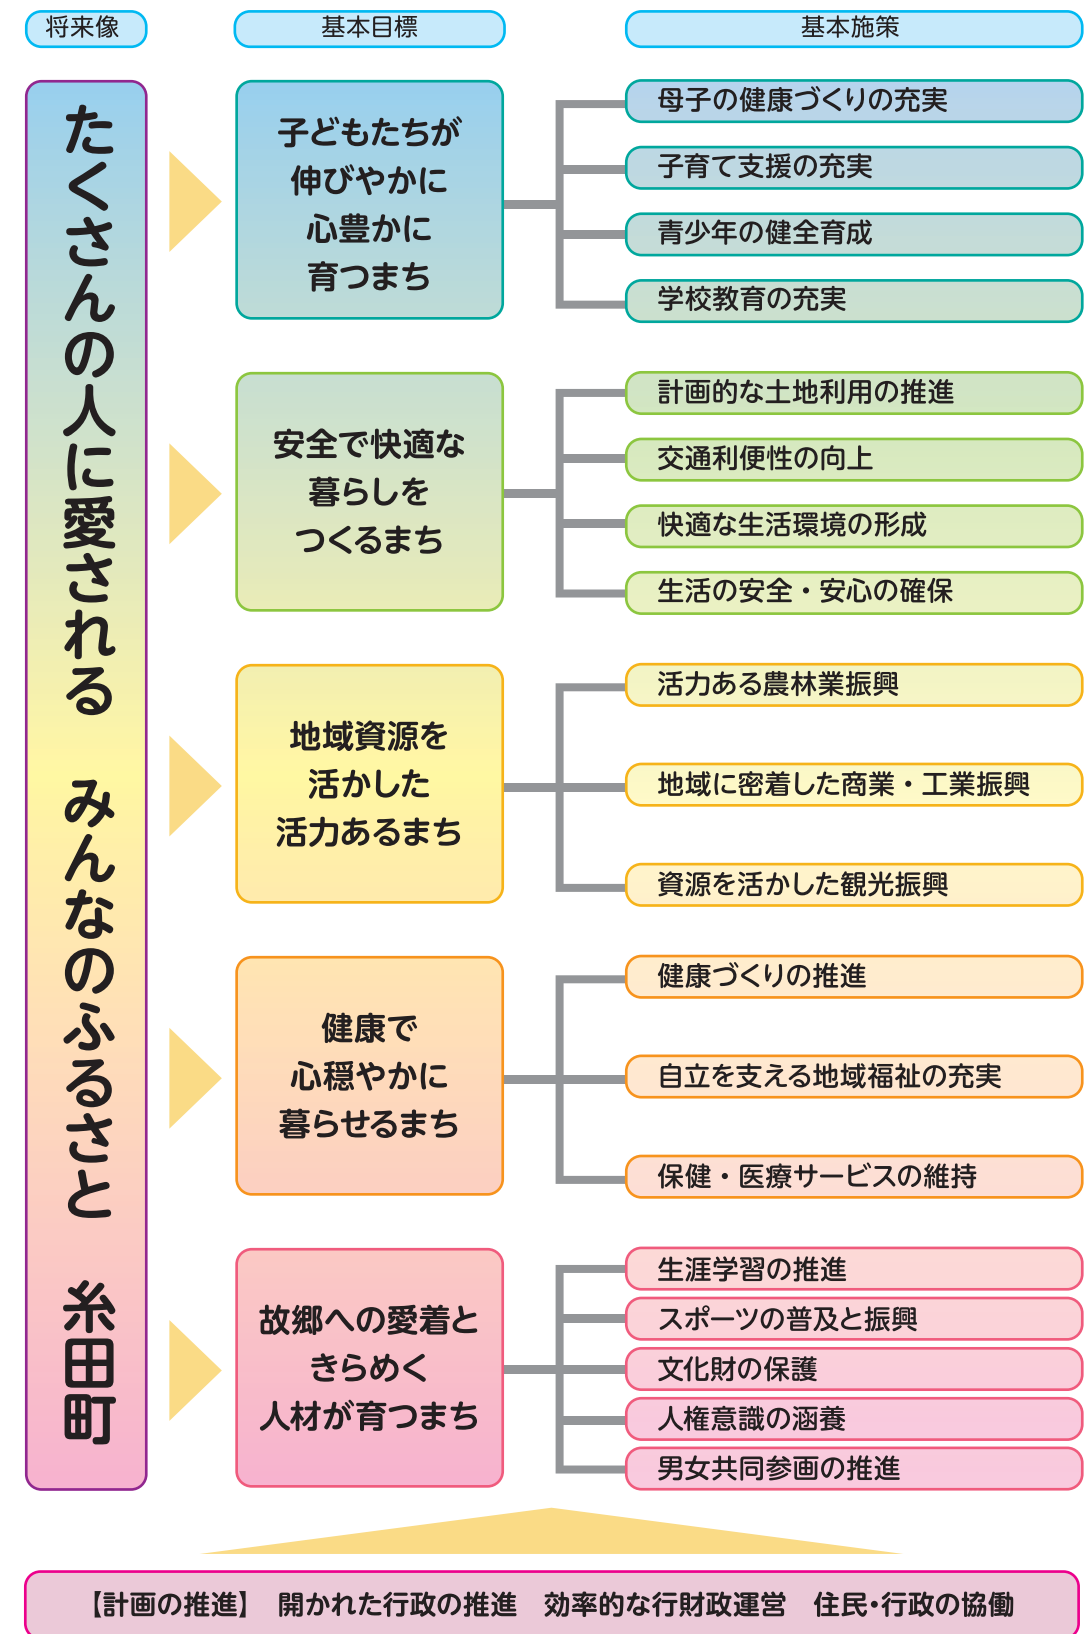 将来像
基本目標
基本施策
たくさんの人に愛される　みんなのふるさと　糸田町
子どもたちが
伸びやかに
心豊かに
育つまち
母子の健康づくりの充実
子育て支援の充実
青少年の健全育成
学校教育の充実
安全で快適な
暮らしを
つくるまち
計画的な土地利用の推進
交通利便性の向上
快適な生活環境の形成
生活の安全・安心の確保
地域資源を
活かした
活力あるまち
活力ある農林業振興
地域に密着した商業・工業振興
資源を活かした観光振興
健康で
心穏やかに
暮らせるまち
健康づくりの推進
自立を支える地域福祉の充実
保健・医療サービスの維持
故郷への愛着と
きらめく
人材が育つまち
生涯学習の推進
スポーツの普及と振興
文化財の保護
人権意識の涵養
男女共同参画の推進
【計画の推進】　開かれた行政の推進　効率的な行財政運営　住民・行政の協働